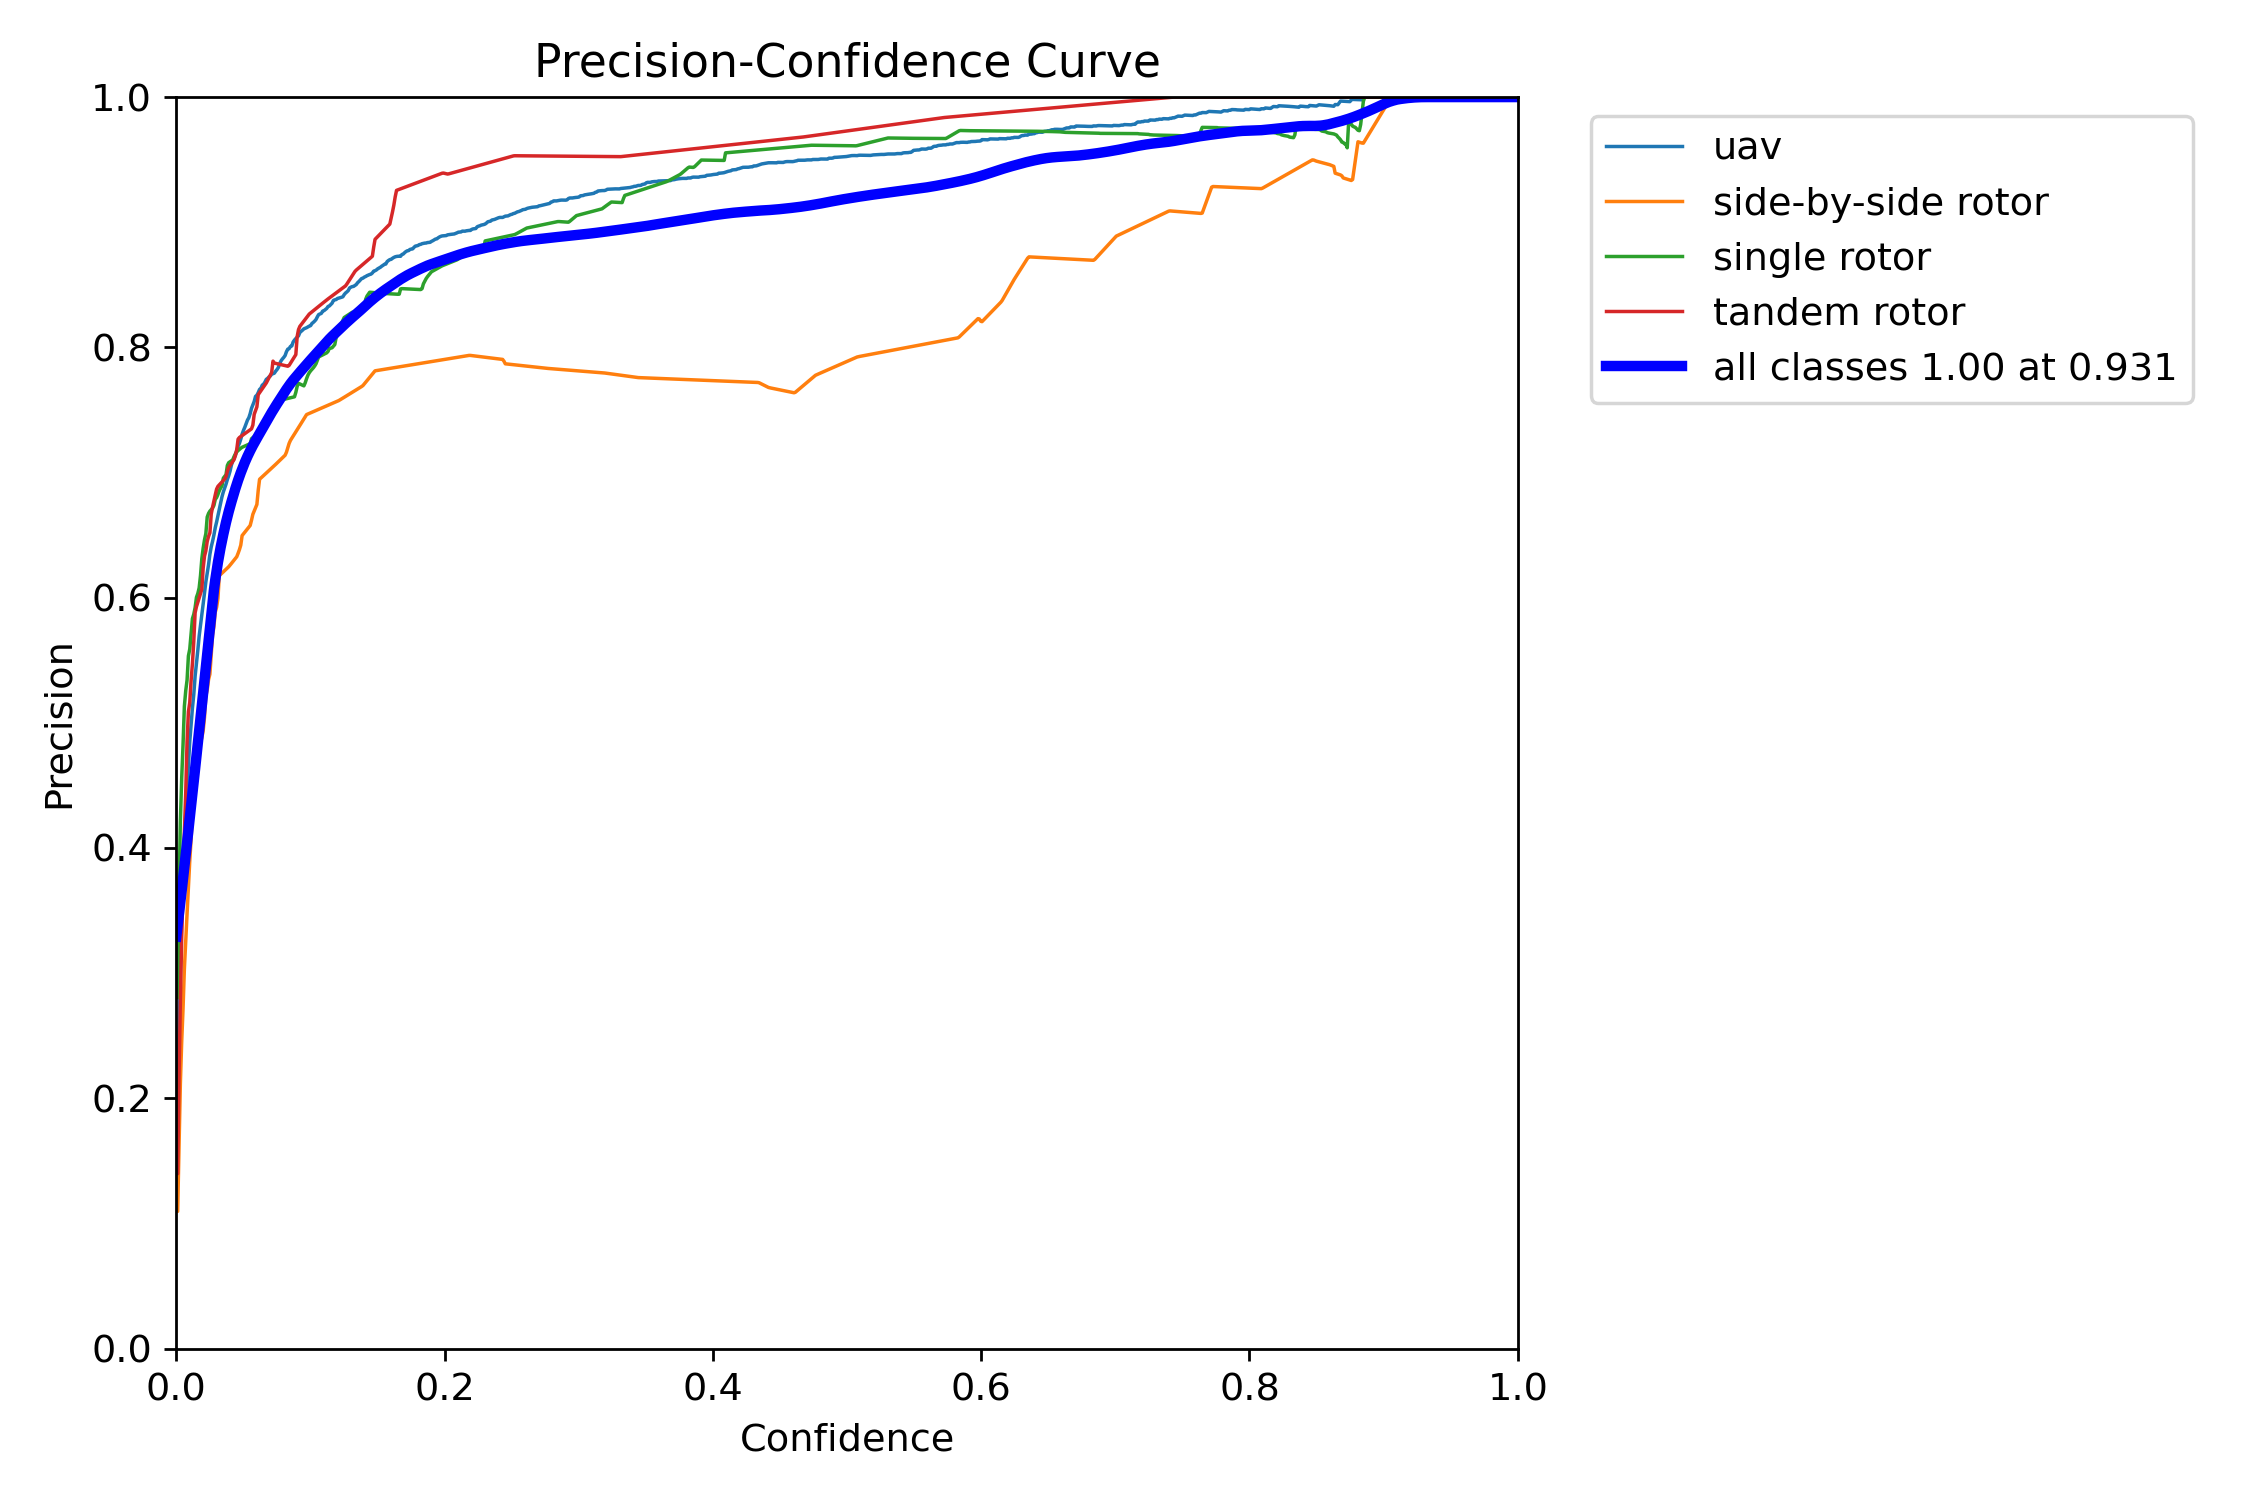 Precision-Confidence Curve
1.0
0.8
0.6
0.4
0.2
0.0
Precision
0.0 0.2 0.4 0.6 0.8 1.0
Confidence
uav
side-by-side rotor
single rotor
tandem rotor
all classes 1.00 at 0.931